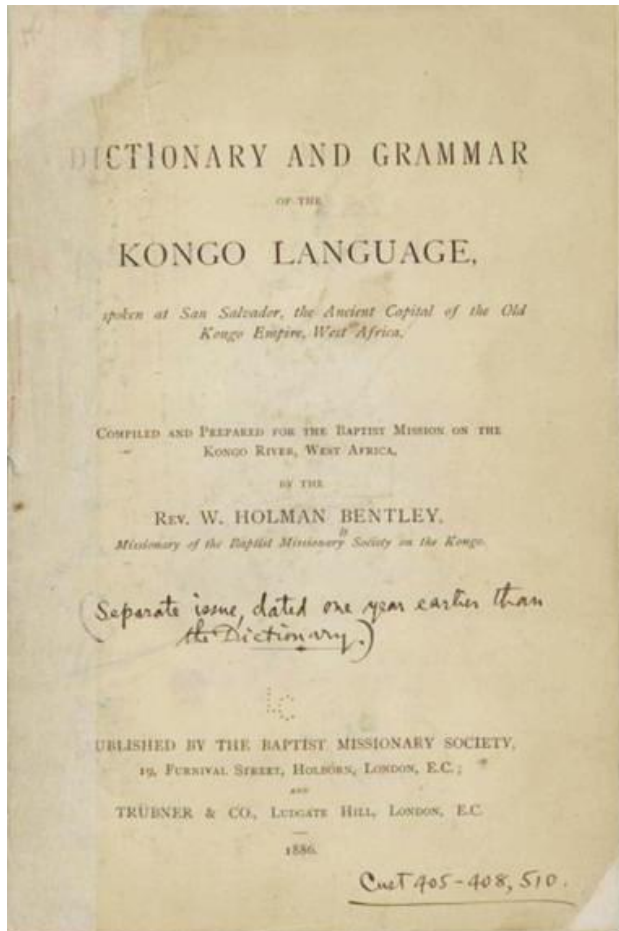 DICTIONARY AND GRAMMAR
OF THE
KONGO LANGUAGE,
spoken at San Salvador, the Ancient Capital of the Old
Kongo Empire, West Africa.
COMPILED AND PREPARED FOR THE BAPTIST MISSION ON THE
KONGO RIVER, WEST AFRICA,
BY THE
REV. W. HOLMAN BENTLEY,
Missionary of the Baptist Missionary Society on the Kongo.
(Separate issue, dated one year earlier than
the Dictionary.)
LC
UBLISHED BY THE BAPTIST MISSIONARY SOCIETY,
19, FURNIVAL STREET, HOLBORN, LONDON, E.C.;
AND
TRÜBNER & CO., LUDGATE HILL, LONDON, E.C.
1886.
Cust 405-408, 510.